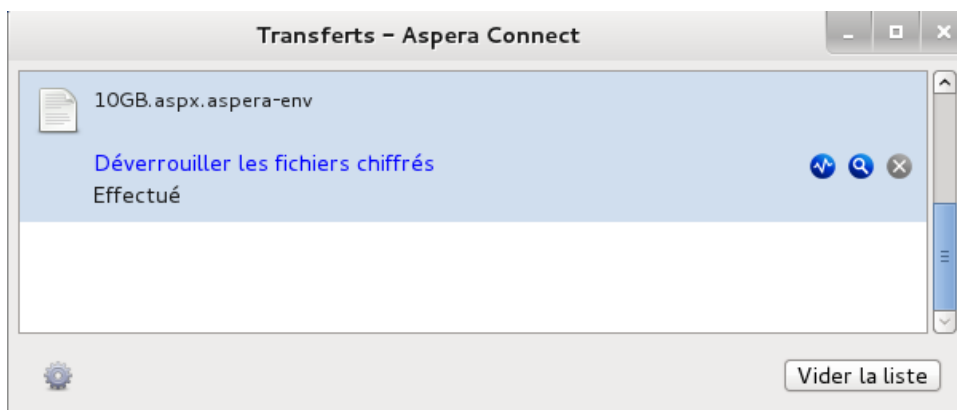 Transferts - Aspera Connect
10GB.aspx.aspera-env
Déverrouiller les fichiers chiffrés
Effectué
Vider la liste